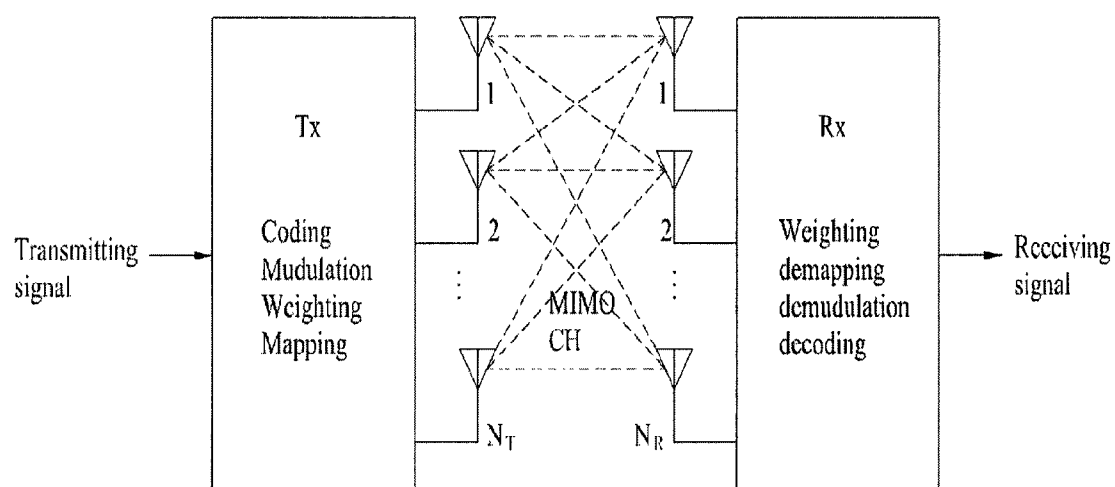 Tx
Rx
1
1
2
2
Transmitting
signal
Coding
Mudulation
Weighting
Mapping
⋮
⋮
MIMO
CH
Weighting
demapping
demudulation
decoding
Receiving
signal
N_T
N_R